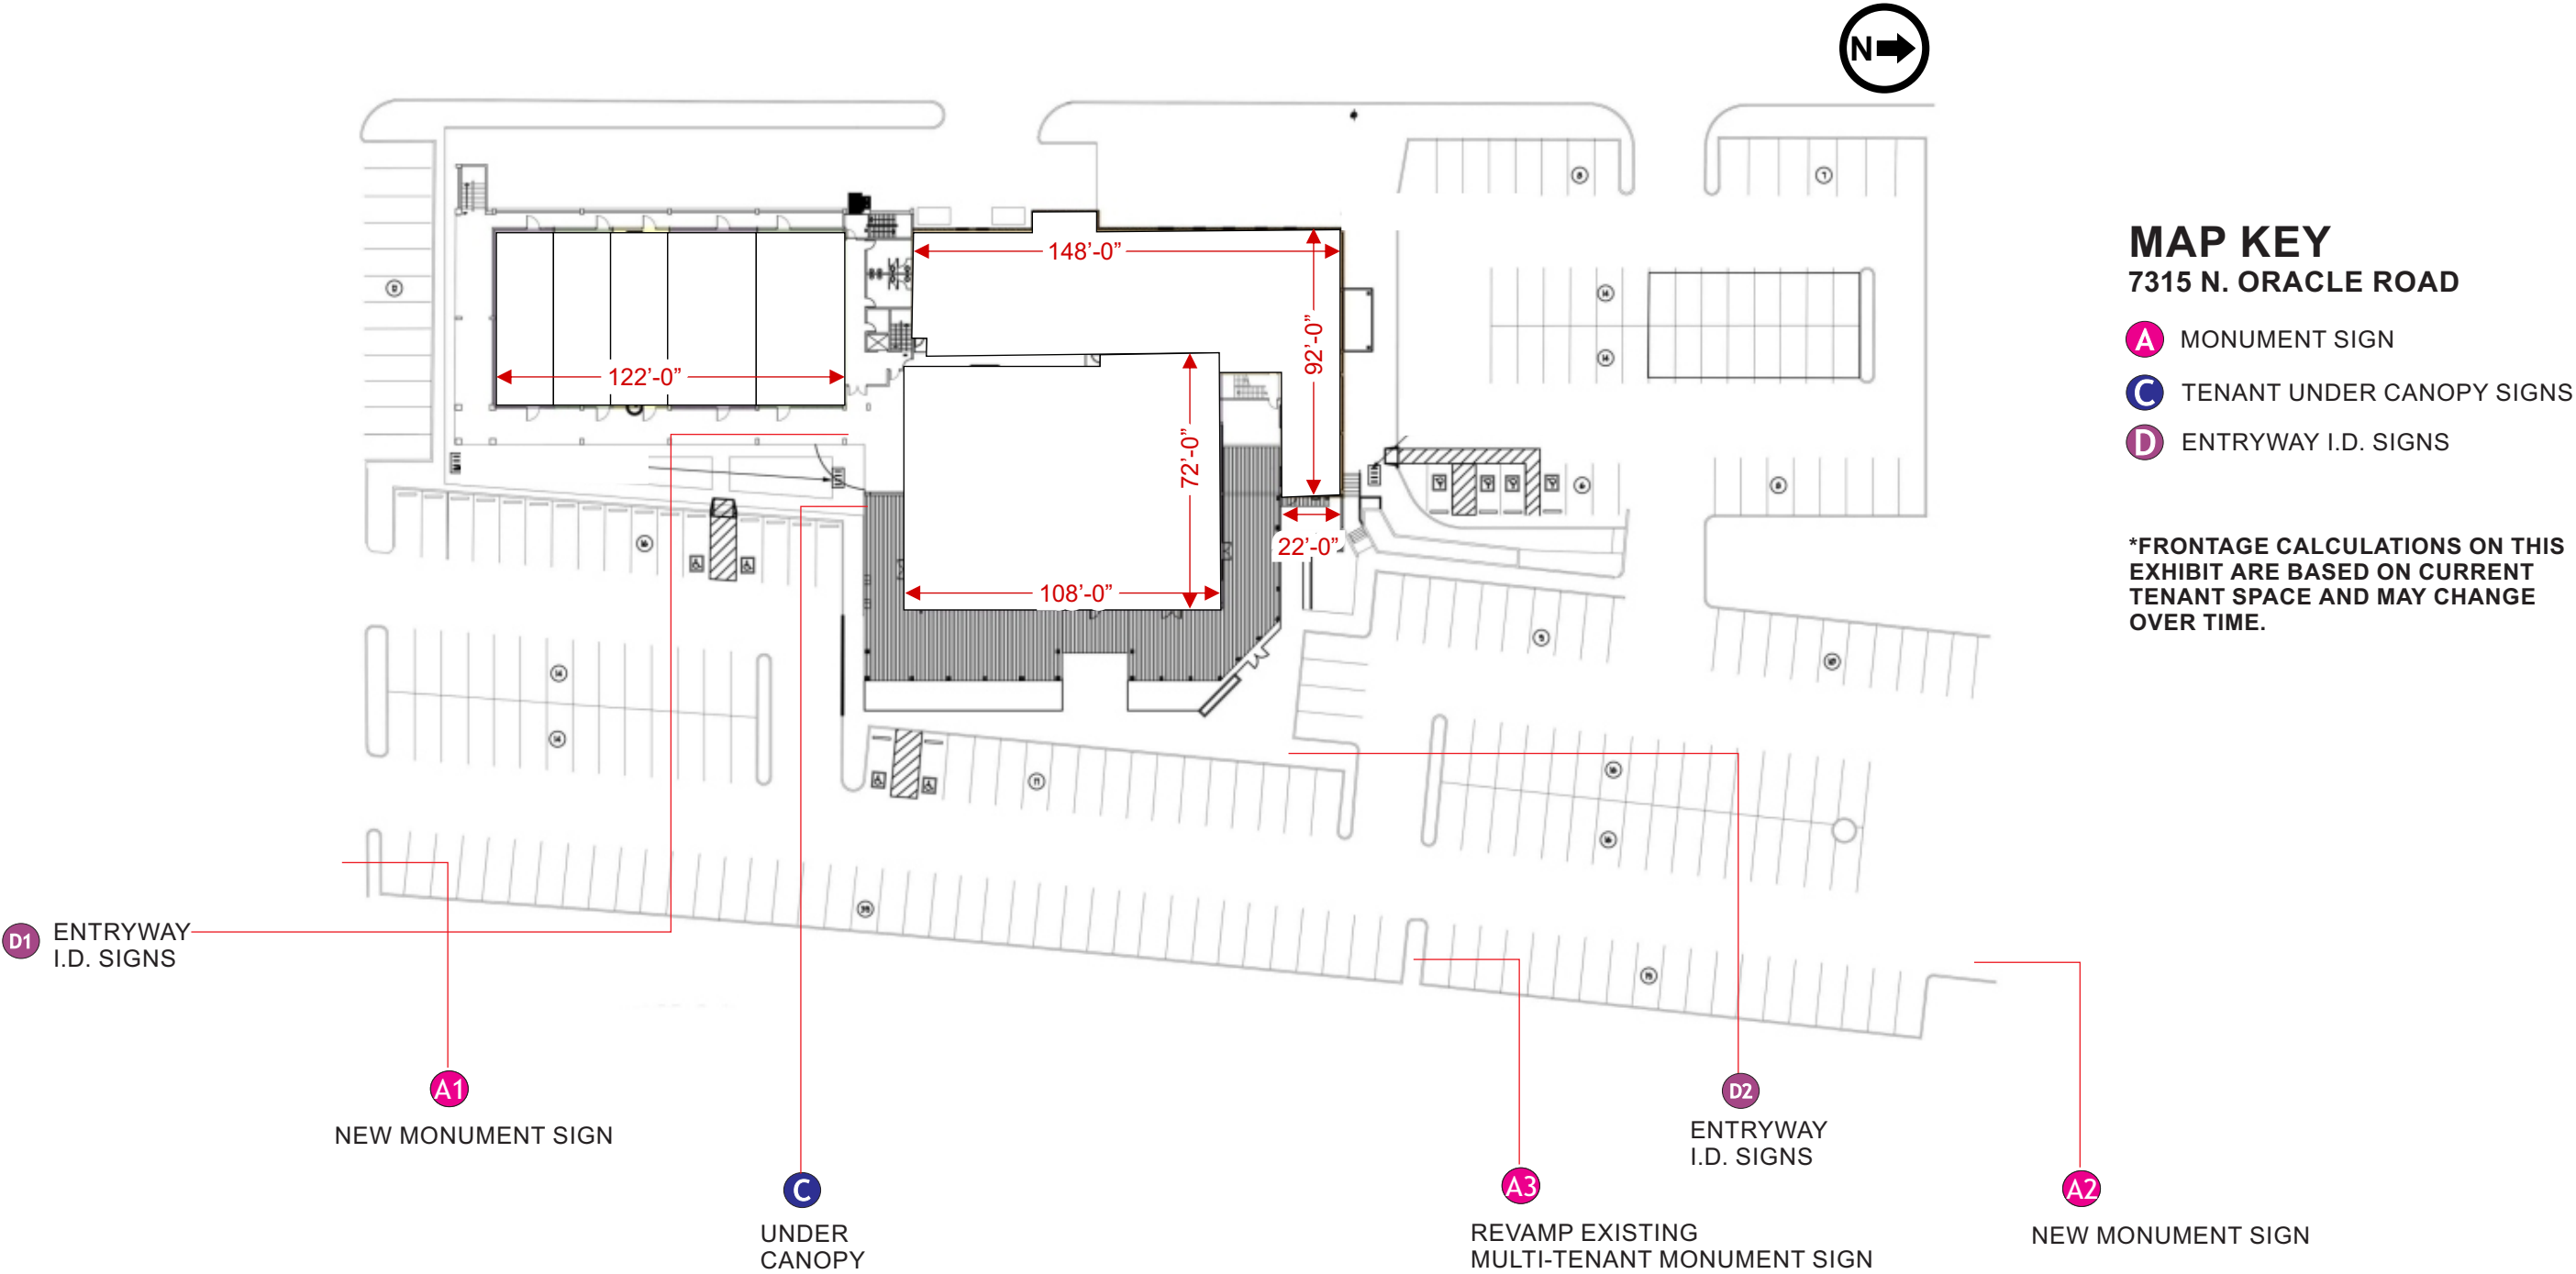 N
MAP KEY
7315 N. ORACLE ROAD
A MONUMENT SIGN
C TENANT UNDER CANOPY SIGNS
D ENTRYWAY I.D. SIGNS
*FRONTAGE CALCULATIONS ON THIS
EXHIBIT ARE BASED ON CURRENT
TENANT SPACE AND MAY CHANGE
OVER TIME.
148’-0”
92’-0”
122’-0”
72’-0”
22’-0”
108’-0”
11
D1 ENTRYWAY
I.D. SIGNS
A1
NEW MONUMENT SIGN
C
UNDER
CANOPY
D2
ENTRYWAY
I.D. SIGNS
A3
REVAMP EXISTING
MULTI-TENANT MONUMENT SIGN
A2
NEW MONUMENT SIGN